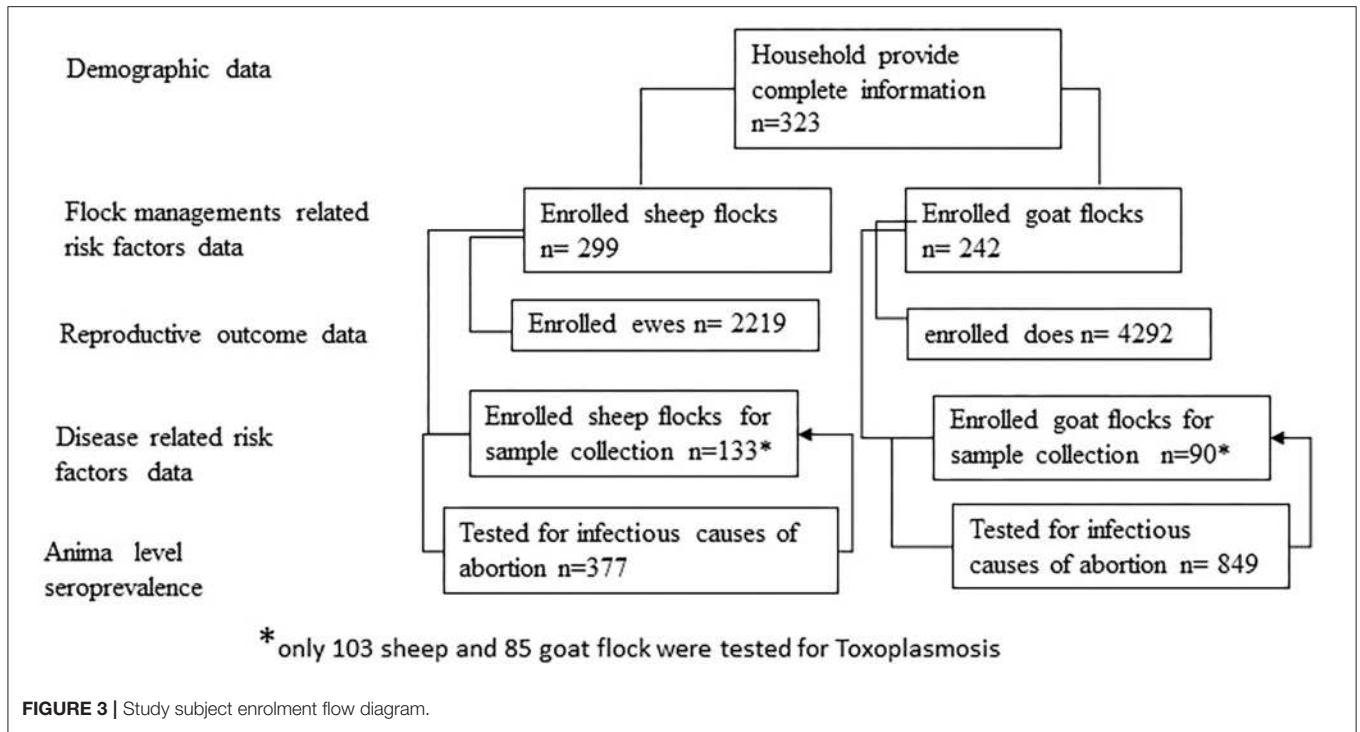 Demographic data
Household provide
complete information
n=323
Flock managements related
risk factors data
Enrolled sheep flocks
n= 299
Enrolled goat flocks
n= 242
Reproductive outcome data
Enrolled ewes n= 2219
enrolled does n= 4292
Disease related risk
factors data
Enrolled sheep flocks for
sample collection n=133*
Enrolled goat flocks for
sample collection n=90*
Anima level
seroprevalence
Tested for infectious causes of
abortion n=377
Tested for infectious
causes of abortion n= 849
*only 103 sheep and 85 goat flock were tested for Toxoplasmosis
FIGURE 3 | Study subject enrolment flow diagram.